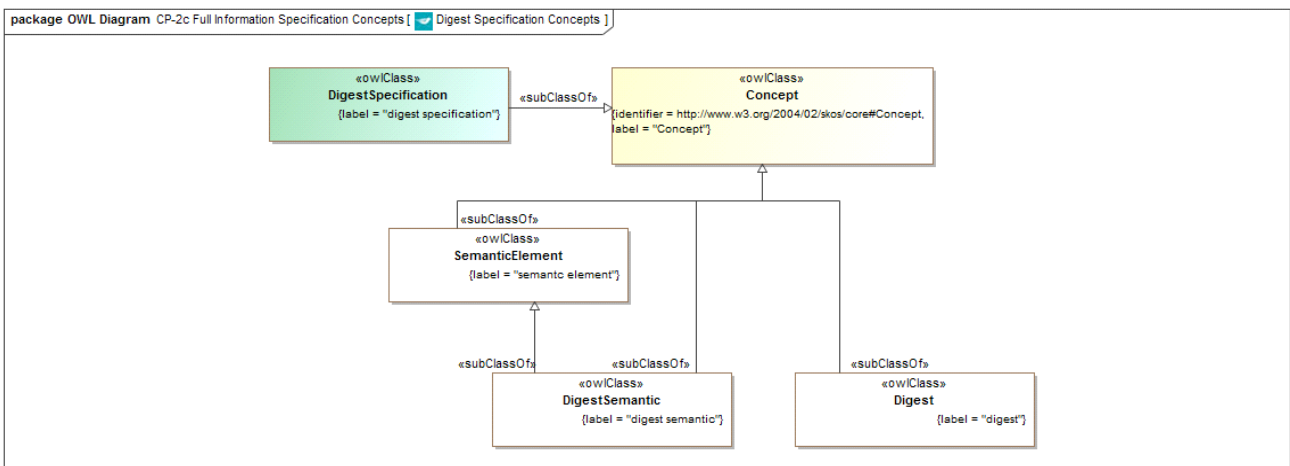 package OWL Diagram CP-2c Full Information Specification Concepts [ Digest Specification Concepts ]
«owlClass»
DigestSpecification
{label = "digest specification"}
«subClassOf»
«owlClass»
Concept
{identifier = http://www.w3.org/2004/02/skos/core#Concept,
label = "Concept"}
«subClassOf»
«owlClass»
SemanticElement
{label = "semantc element"}
«subClassOf»
«subClassOf»
«subClassOf»
«owlClass»
DigestSemantic
{label = "digest semantic"}
«owlClass»
Digest
{label = "digest"}